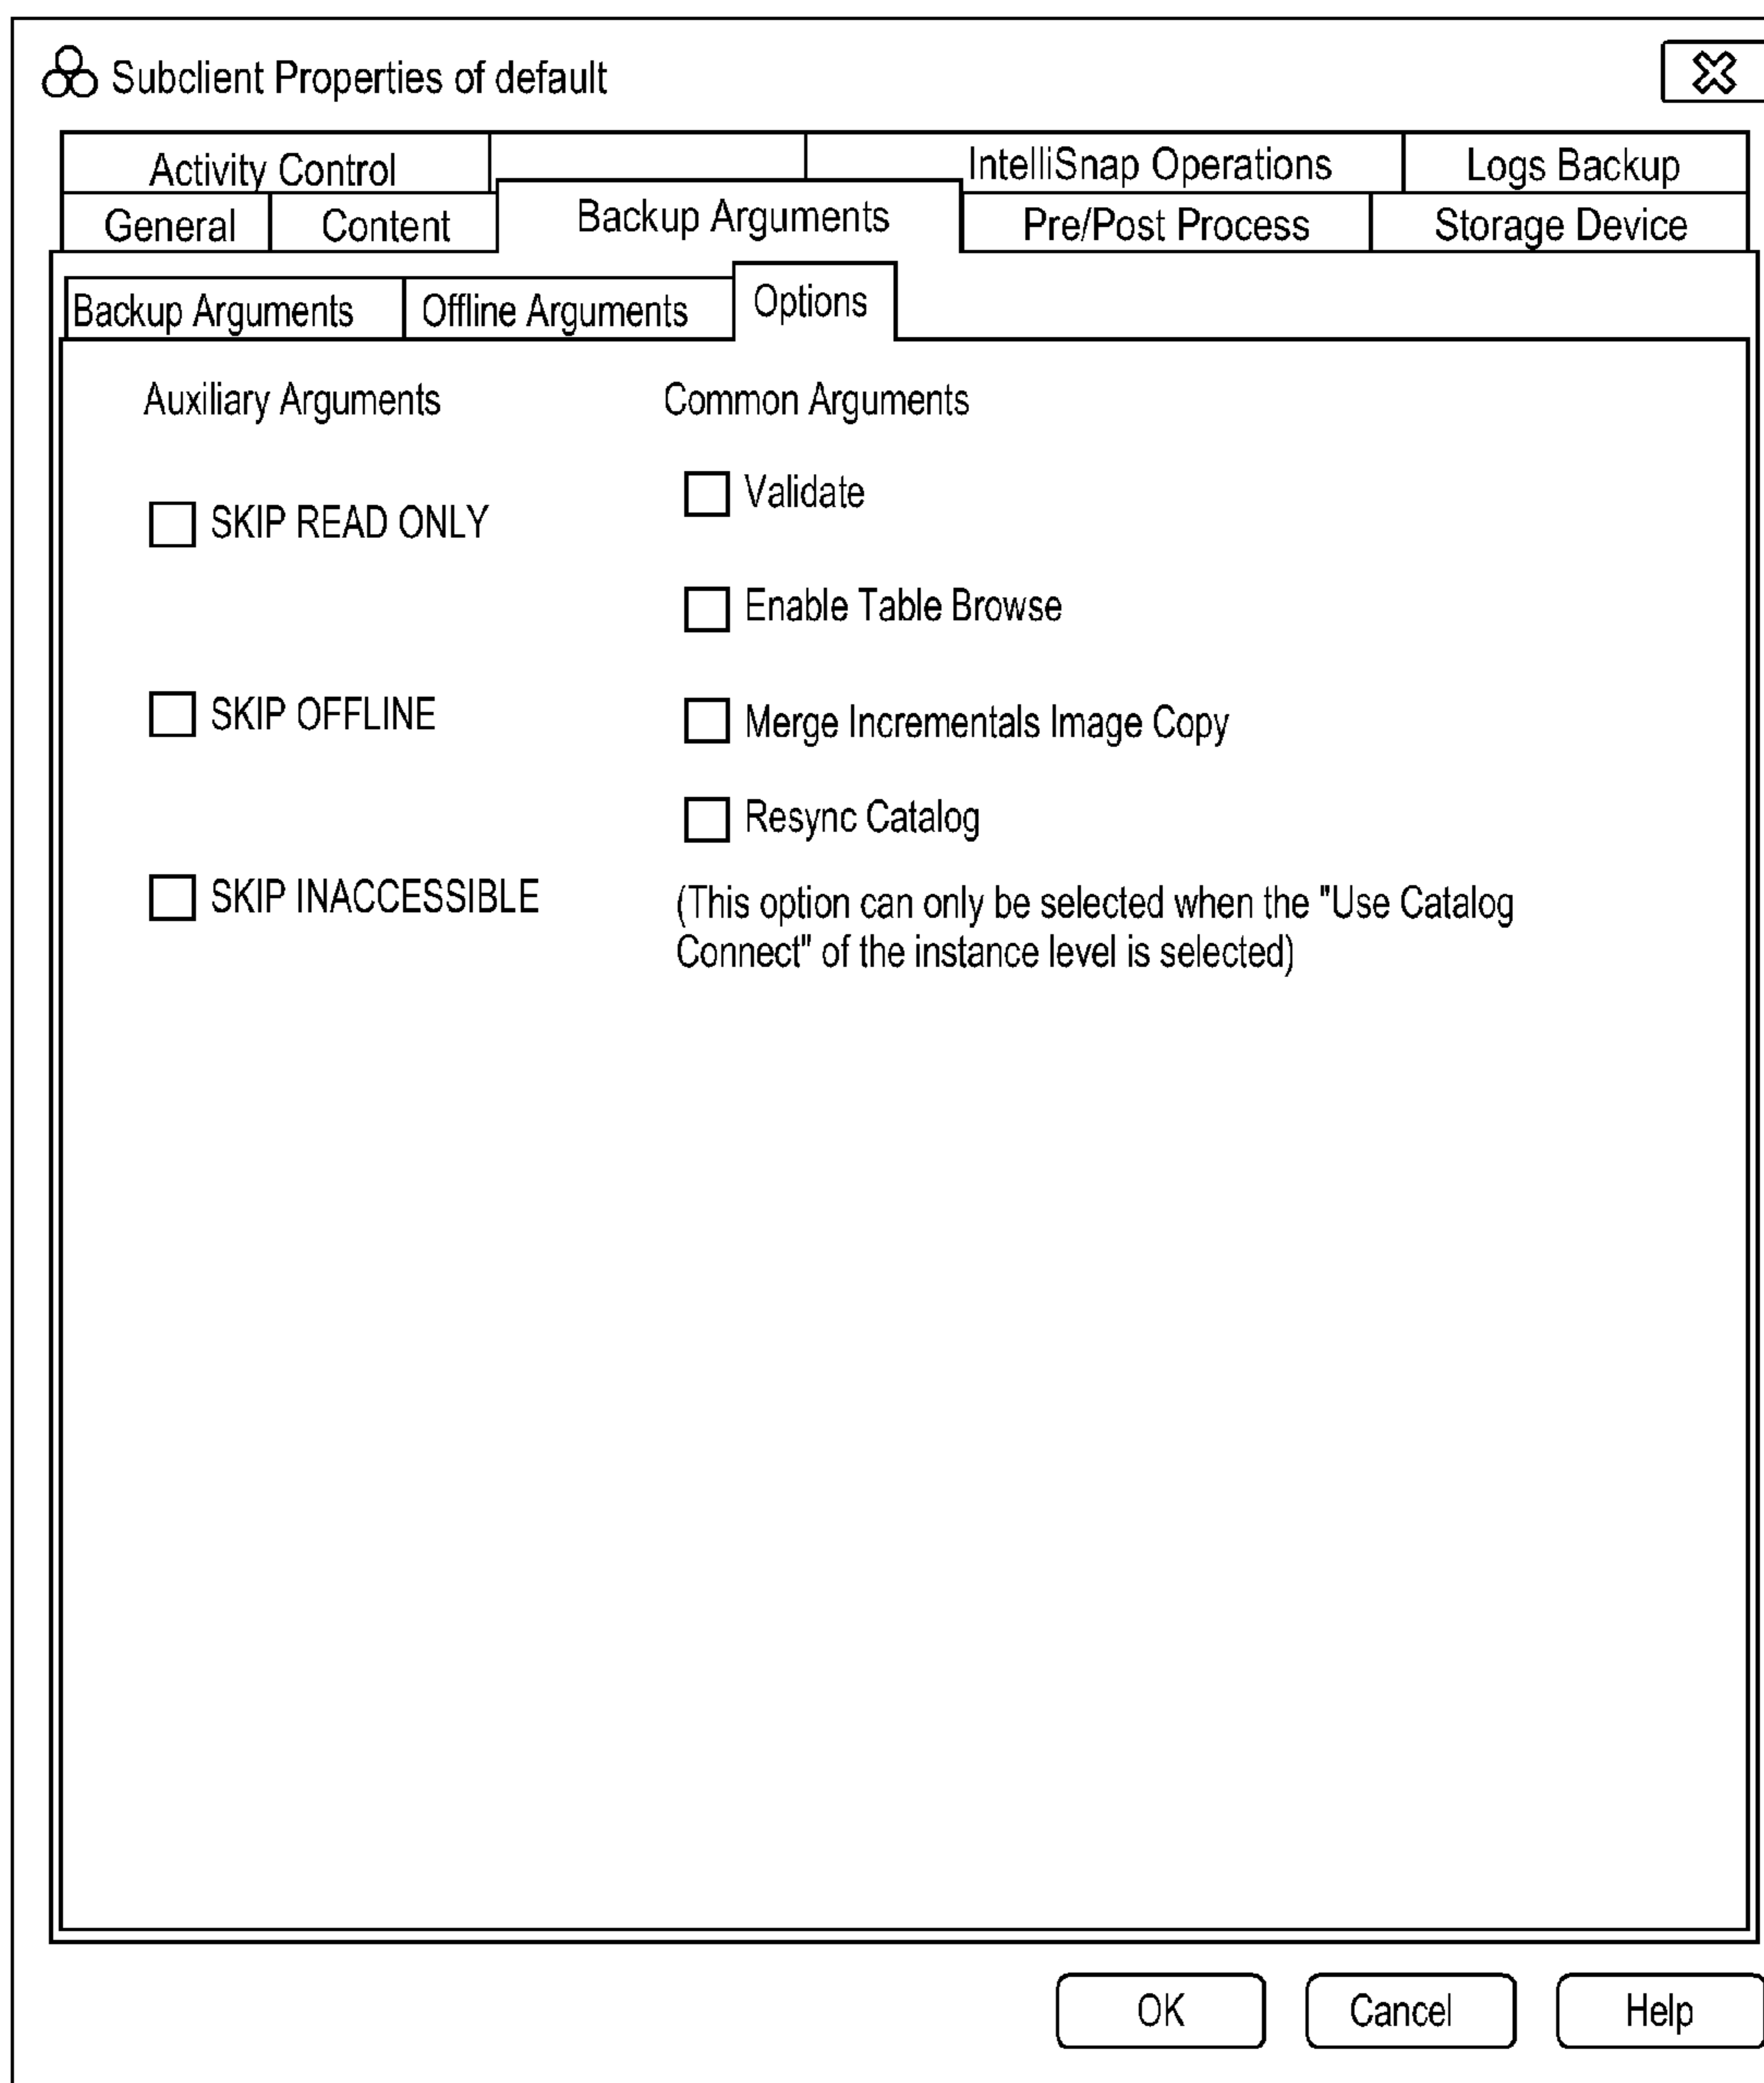 Subclient Properties of default
Activity Control
IntelliSnap Operations
Logs Backup
General
Content
Backup Arguments
Pre/Post Process
Storage Device
Backup Arguments
Offline Arguments
Options
Auxiliary Arguments
SKIP READ ONLY
SKIP OFFLINE
SKIP INACCESSIBLE
Common Arguments
Validate
Enable Table Browse
Merge Incrementals Image Copy
Resync Catalog
(This option can only be selected when the "Use Catalog
Connect" of the instance level is selected)
OK
Cancel
Help